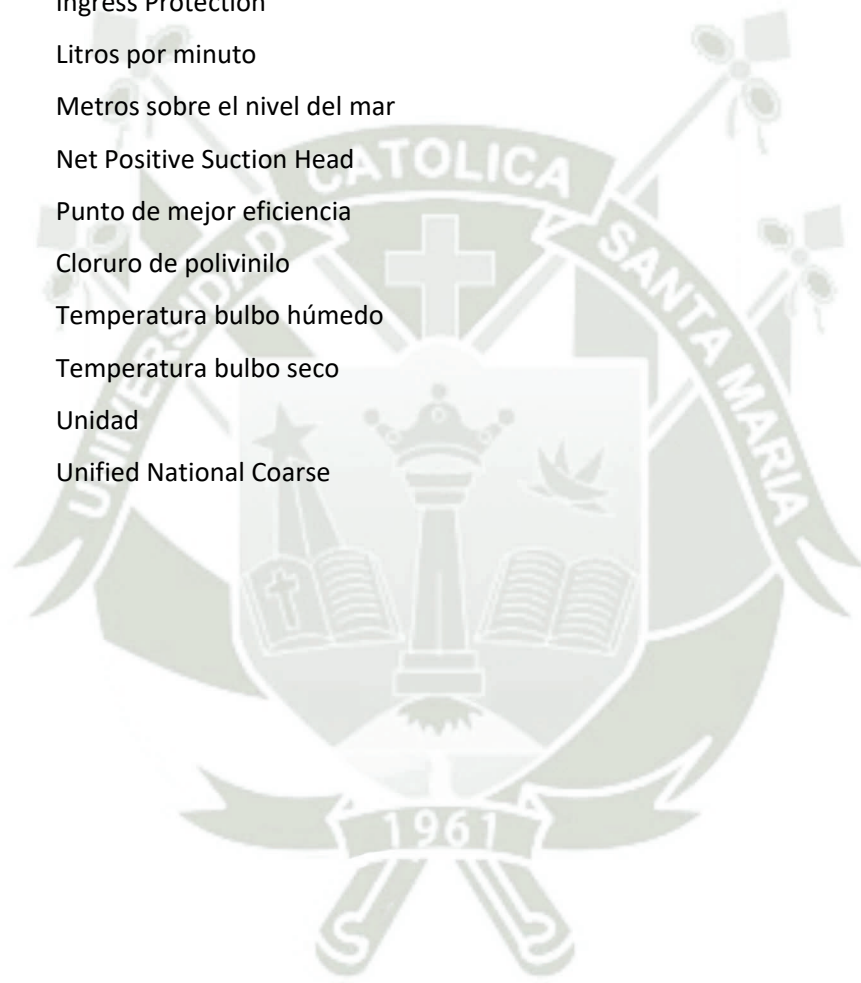 Ingress Protection
Litros por minuto
Metros sobre el nivel del mar
Net Positive Suction Head
Punto de mejor eficiencia
Cloruro de polivinilo
Temperatura bulbo húmedo
Temperatura bulbo seco
Unidad
Unified National Coarse
UNIVERSIDAD CATOLICA SANTA MARIA
1961